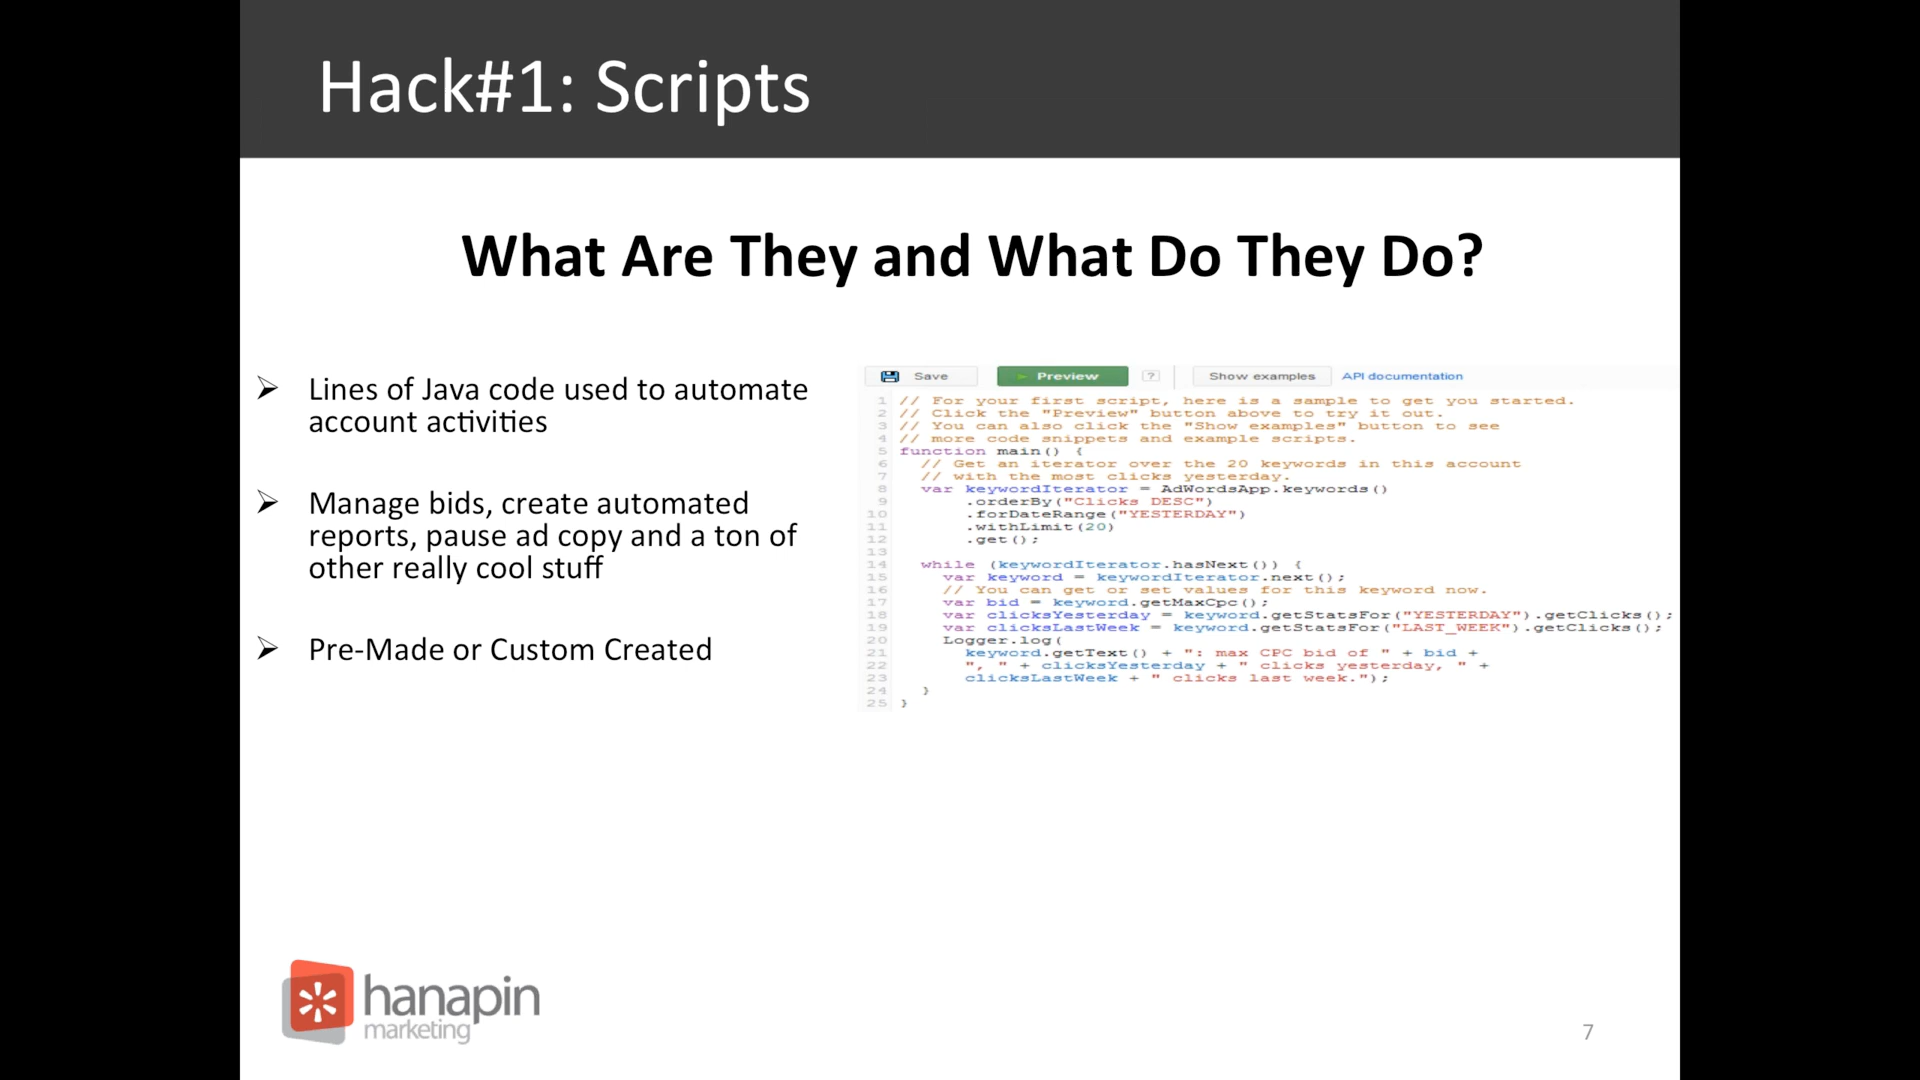 Hack#1: Scripts
What Are They and What Do They Do?
➢ Lines of Java code used to automate
account activities
➢ Manage bids, create automated
reports, pause ad copy and a ton of
other really cool stuff
➢ Pre-Made or Custom Created
Save Preview ? Show examples API documentation
1 // For your first script, here is a sample to get you started.
2 // Click the "Preview" button above to try it out.
3 // You can also click the "Show examples" button to see
4 // more code snippets and example scripts.
5 function main() {
6 // Get an iterator over the 20 keywords in this account
7 // with the most clicks yesterday.
8 var keywordIterator = AdWordsApp.keywords()
9 .orderBy("Clicks DESC")
10 .forDateRange("YESTERDAY")
11 .withLimit(20)
12 .get();
13
14 while (keywordIterator.hasNext()) {
15 var keyword = keywordIterator.next();
16 // You can get or set values for this keyword now.
17 var bid = keyword.getMaxCpc();
18 var clicksYesterday = keyword.getStatsFor("YESTERDAY").getClicks();
19 var clicksLastWeek = keyword.getStatsFor("LAST_WEEK").getClicks();
20 Logger.log(
21 keyword.getText() + ": max CPC bid of " + bid +
22 ", " + clicksYesterday + " clicks yesterday, " +
23 clicksLastWeek + " clicks last week.");
24 }
25 }
hanapin
marketing
7